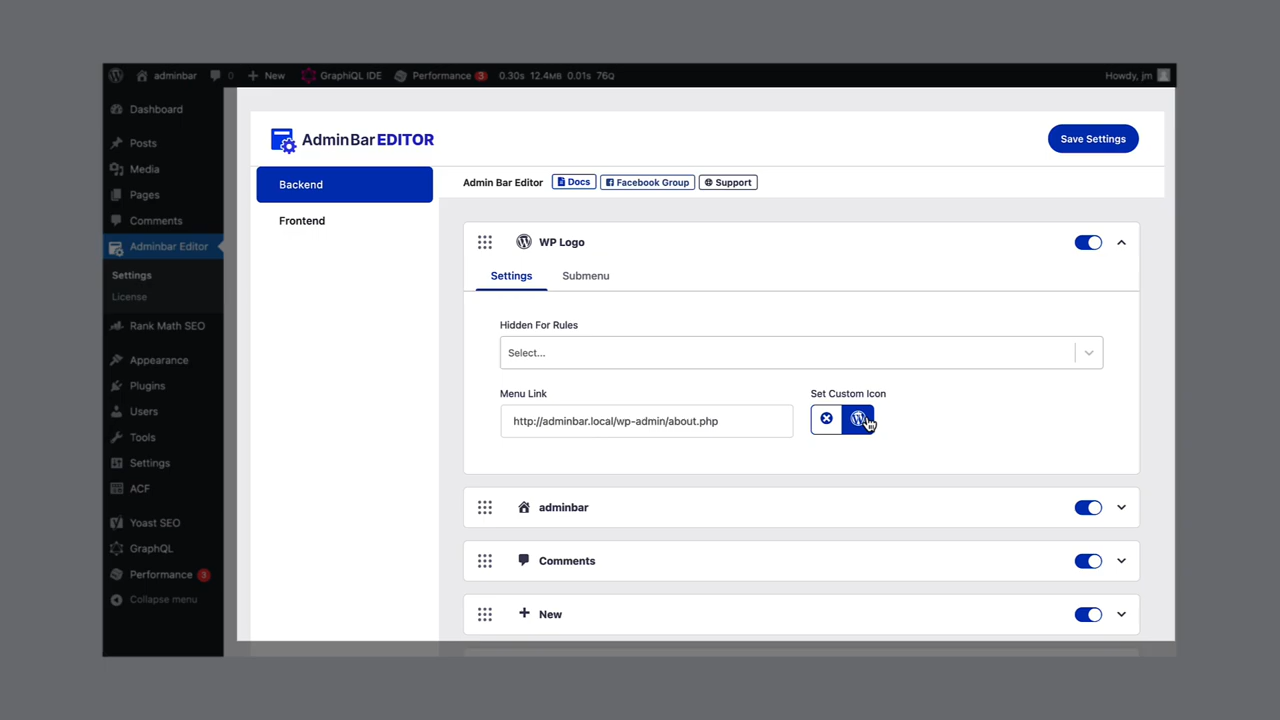 adminbar 0 New GraphiQL IDE Performance 3 0.30s 12.4MB 0.01s 76Q Howdy, jm
Dashboard
Posts
Media
Pages
Comments
Adminbar Editor
Settings
License
Rank Math SEO
Appearance
Plugins
Users
Tools
Settings
ACF
Yoast SEO
GraphQL
Performance 3
Collapse menu
AdminBarEDITOR
Save Settings
Backend
Frontend
Admin Bar Editor Docs Facebook Group Support
WP Logo
Settings Submenu
Hidden For Rules
Select...
Menu Link Set Custom Icon
http://adminbar.local/wp-admin/about.php
adminbar
Comments
New